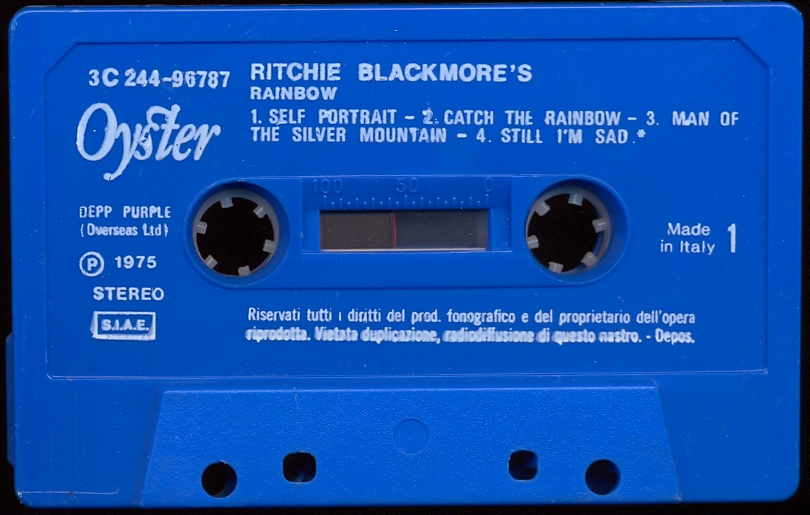 3C 244-96787
RITCHIE BLACKMORE'S
RAINBOW
1. SELF PORTRAIT - 2. CATCH THE RAINBOW - 3. MAN OF
THE SILVER MOUNTAIN - 4. STILL I'M SAD.*
Oyster
100 50 0
DEPP PURPLE
(Overseas Ltd)
Ⓟ 1975
STEREO
S.I.A.E.
Made
in Italy 1
Riservati tutti i diritti del prod. fonografico e del proprietario dell'opera
riprodotta. Vietata duplicazione, radiodiffusione di questo nastro. - Depos.